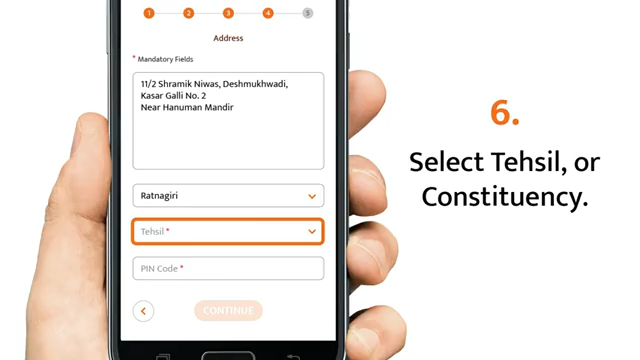 1 2 3 4 5
Address
* Mandatory Fields
11/2 Shramik Niwas, Deshmukhwadi,
Kasar Galli No. 2
Near Hanuman Mandir
Ratnagiri
Tehsil *
PIN Code *
CONTINUE
6.
Select Tehsil, or
Constituency.